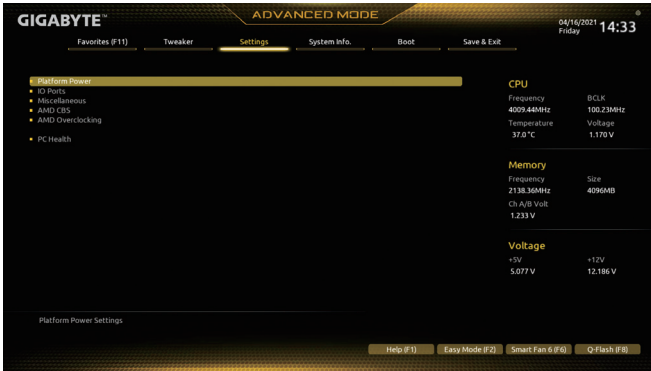 GIGABYTE™
ADVANCED MODE
04/16/2021
Friday
14:33
Favorites (F11)
Tweaker
Settings
System Info.
Boot
Save & Exit
Platform Power
IO Ports
Miscellaneous
AMD CBS
AMD Overclocking
PC Health
CPU
Frequency BCLK
4009.44MHz 100.23MHz
Temperature Voltage
37.0 °C 1.170 V
Memory
Frequency Size
2138.36MHz 4096MB
Ch A/B Volt
1.233 V
Voltage
+5V +12V
5.077 V 12.186 V
Platform Power Settings
Help (F1)
Easy Mode (F2)
Smart Fan 6 (F6)
Q-Flash (F8)